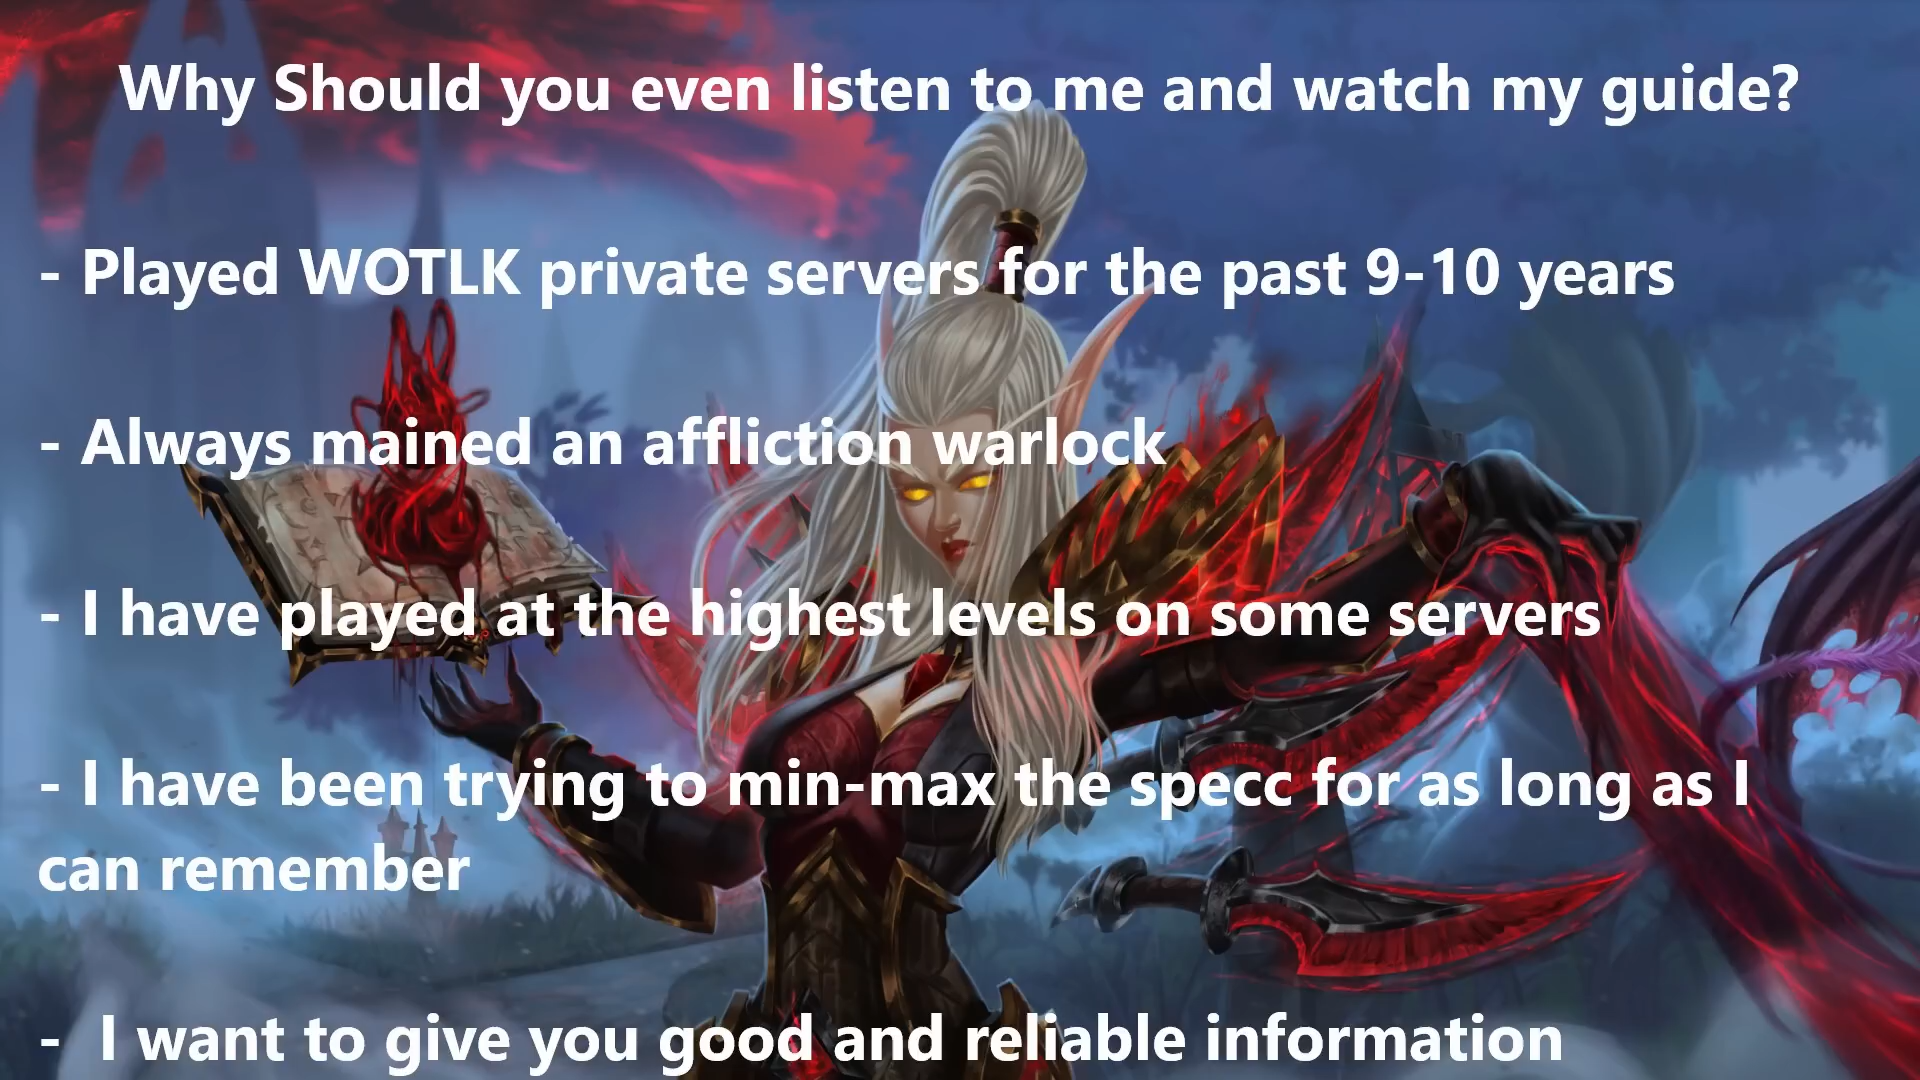 Why Should you even listen to me and watch my guide?
- Played WOTLK private servers for the past 9-10 years
- Always mained an affliction warlock
- I have played at the highest levels on some servers
- I have been trying to min-max the specc for as long as I
can remember
- I want to give you good and reliable information